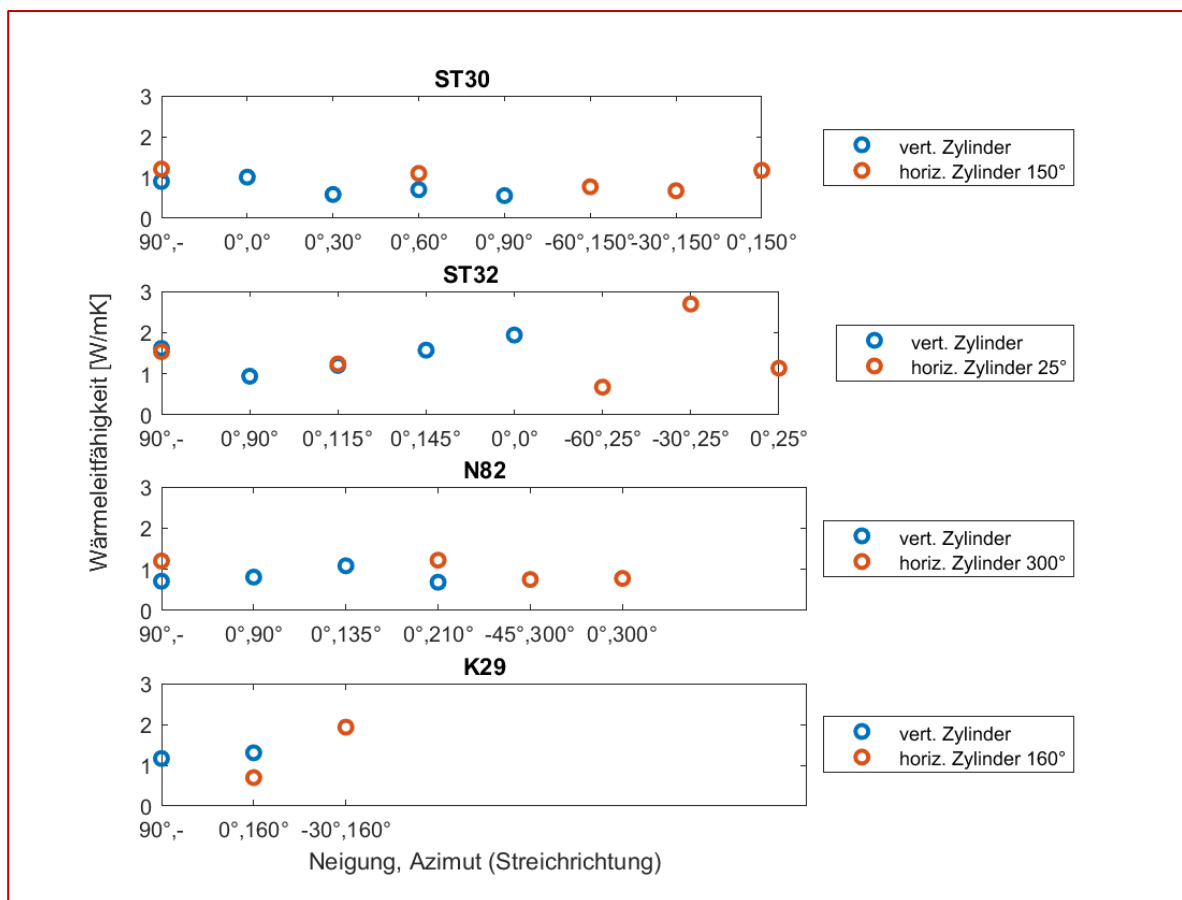 ST30
3
2
1
0
90°,- 0°,0° 0°,30° 0°,60° 0°,90° -60°,150° -30°,150° 0°,150°
vert. Zylinder
horiz. Zylinder 150°
ST32
3
2
1
0
90°,- 0°,90° 0°,115° 0°,145° 0°,0° -60°,25° -30°,25° 0°,25°
vert. Zylinder
horiz. Zylinder 25°
Wärmeleitfähigkeit [W/mK]
N82
3
2
1
0
90°,- 0°,90° 0°,135° 0°,210° -45°,300° 0°,300°
vert. Zylinder
horiz. Zylinder 300°
K29
3
2
1
0
90°,- 0°,160° -30°,160°
vert. Zylinder
horiz. Zylinder 160°
Neigung, Azimut (Streichrichtung)